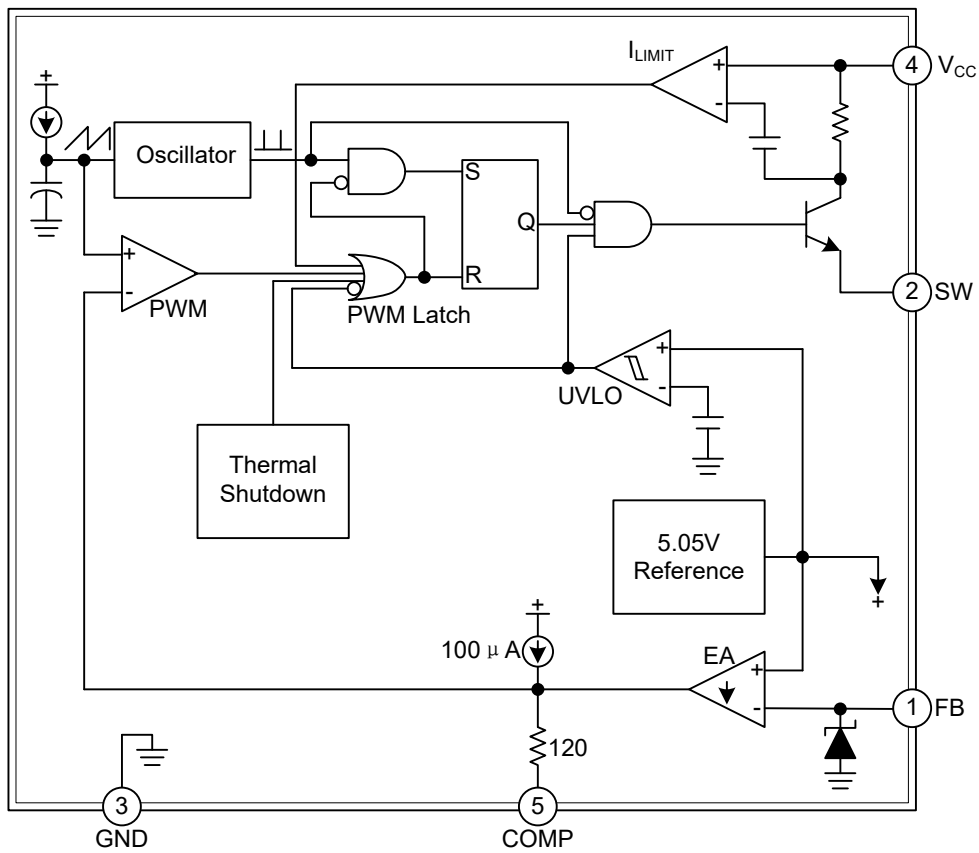 I_LIMIT
+
-
4
V_CC
+
Oscillator
S
Q
R
+
-
PWM
PWM Latch
2
SW
+
-
UVLO
Thermal
Shutdown
5.05V
Reference
+
+
100 μ A
EA
+
-
1
FB
120
3
GND
5
COMP